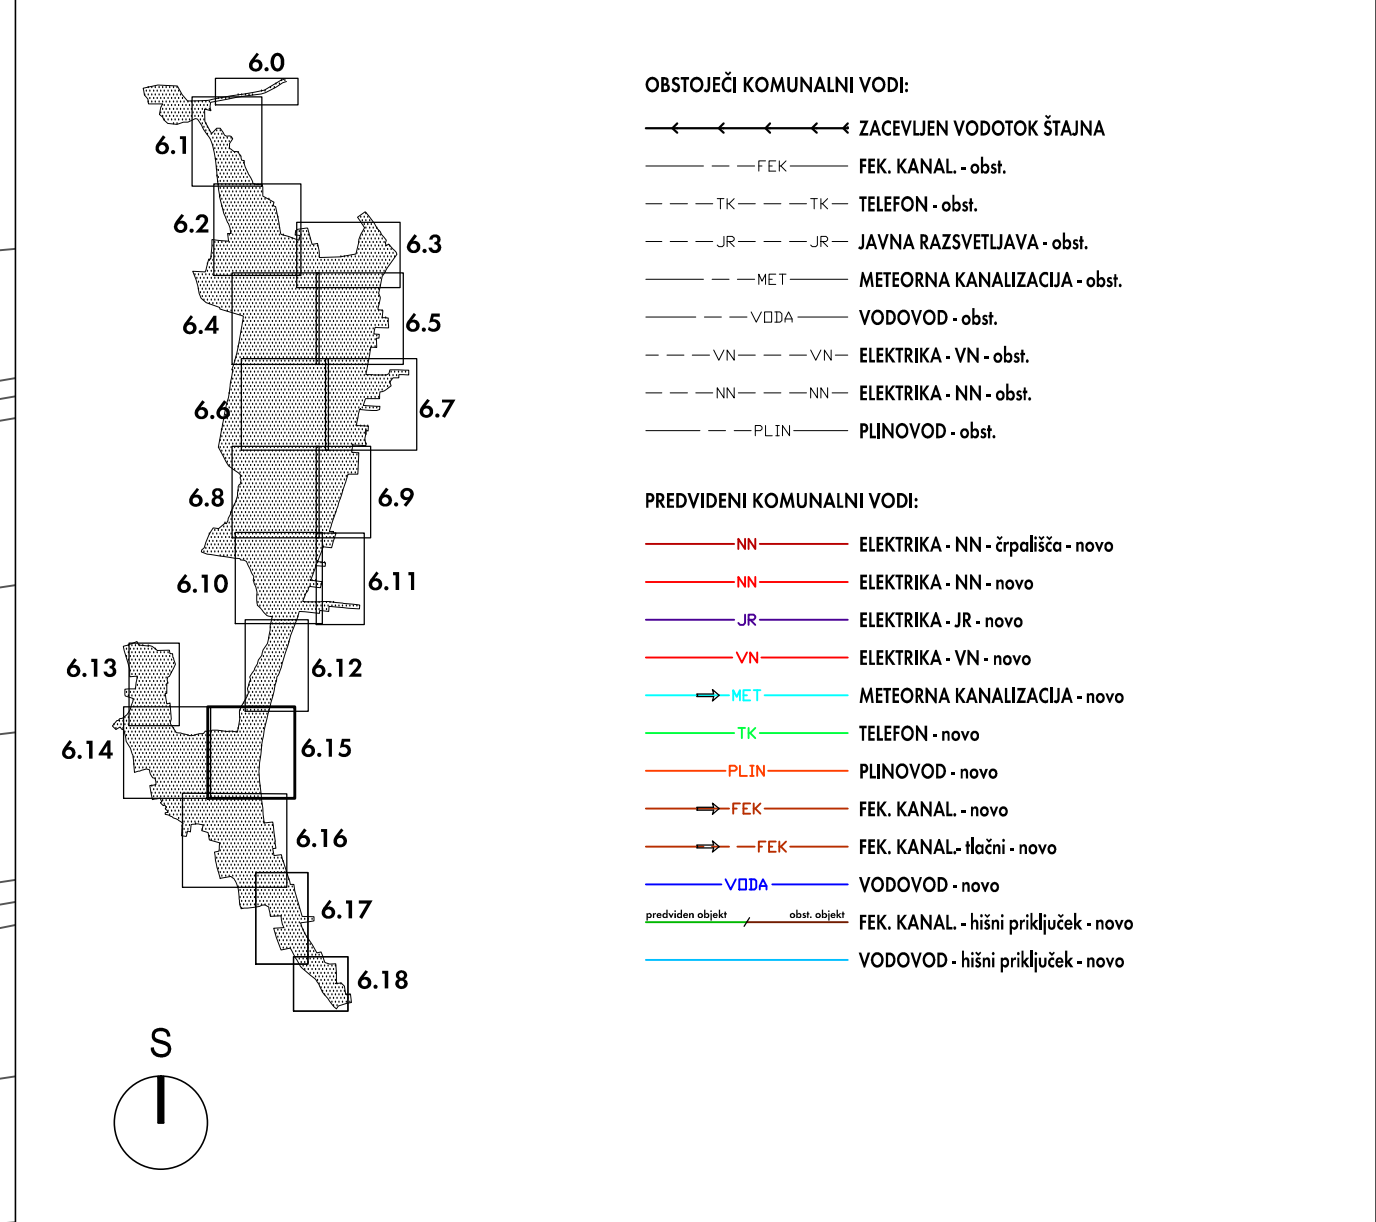 6.0
6.1
6.2
6.3
6.4
6.5
6.6
6.7
6.8
6.9
6.10
6.11
6.12
6.13
6.14
6.15
6.16
6.17
6.18
S
OBSTOJEČI KOMUNALNI VODI:
ZACEVLJEN VODOTOK ŠTAJNA
FEK FEK. KANAL. - obst.
TK TK TELEFON - obst.
JR JR JAVNA RAZSVETLJAVA - obst.
MET METEORNA KANALIZACIJA - obst.
VODA VODOVOD - obst.
VN VN ELEKTRIKA - VN - obst.
NN NN ELEKTRIKA - NN - obst.
PLIN PLINOVOD - obst.
PREDVIDENI KOMUNALNI VODI:
NN ELEKTRIKA - NN - črpališča - novo
NN ELEKTRIKA - NN - novo
JR ELEKTRIKA - JR - novo
VN ELEKTRIKA - VN - novo
MET METEORNA KANALIZACIJA - novo
TK TELEFON - novo
PLIN PLINOVOD - novo
FEK FEK. KANAL. - novo
FEK FEK. KANAL.- tlačni - novo
VODA VODOVOD - novo
predviden objekt obst. objekt FEK. KANAL. - hišni priključek - novo
VODOVOD - hišni priključek - novo